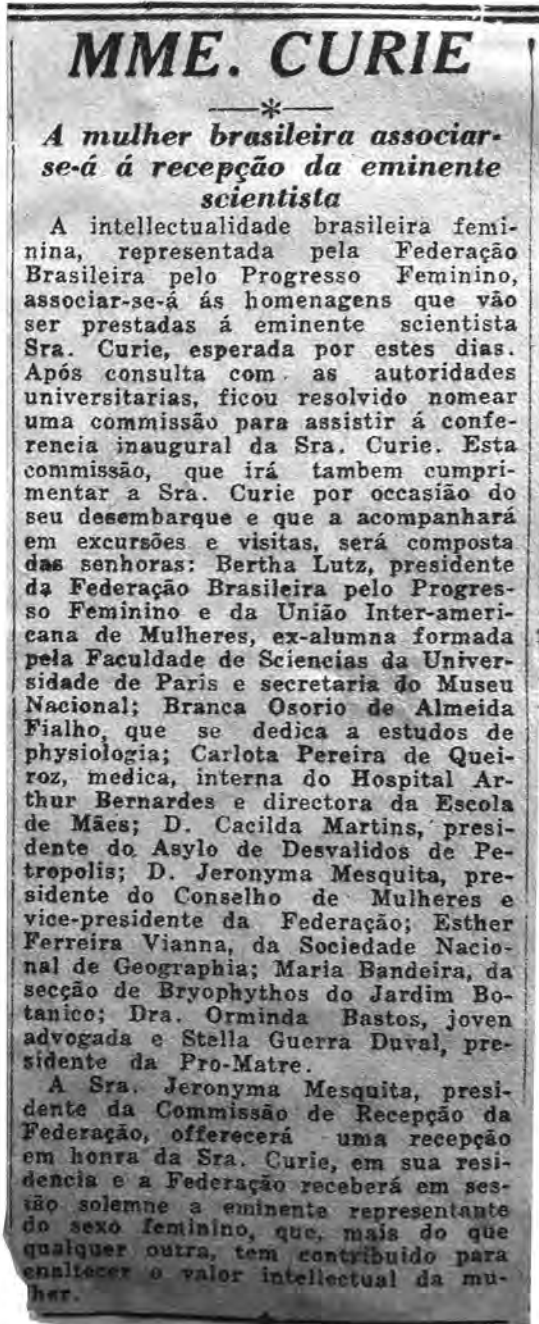 MME. CURIE
—*—
A mulher brasileira associar-
se-á á recepção da eminente
scientista
A intellectualidade brasileira femi-
nina, representada pela Federação
Brasileira pelo Progresso Feminino,
associar-se-á ás homenagens que vão
ser prestadas á eminente scientista
Sra. Curie, esperada por estes dias.
Após consulta com as autoridades
universitarias, ficou resolvido nomear
uma commissão para assistir á confe-
rencia inaugural da Sra. Curie. Esta
commissão, que irá tambem cumpri-
mentar a Sra. Curie por occasião do
seu desembarque e que a acompanhará
em excursões e visitas, será composta
das senhoras: Bertha Lutz, presidente
da Federação Brasileira pelo Progres-
so Feminino e da União Inter-ameri-
cana de Mulheres, ex-alumna formada
pela Faculdade de Sciencias da Univer-
sidade de Paris e secretaria do Museu
Nacional; Branca Osorio de Almeida
Fialho, que se dedica a estudos de
physiologia; Carlota Pereira de Quei-
roz, medica, interna do Hospital Ar-
thur Bernardes e directora da Escola
de Mães; D. Cacilda Martins, presi-
dente do Asylo de Desvalidos de Pe-
tropolis; D. Jeronyma Mesquita, pre-
sidente do Conselho de Mulheres e
vice-presidente da Federação; Esther
Ferreira Vianna, da Sociedade Nacio-
nal de Geographia; Maria Bandeira, da
secção de Bryophythos do Jardim Bo-
tanico; Dra. Orminda Bastos, joven
advogada e Stella Guerra Duval, pre-
sidente da Pro-Matre.
A Sra. Jeronyma Mesquita, presi-
dente da Commissão de Recepção da
Federação, offerecerá uma recepção
em honra da Sra. Curie, em sua resi-
dencia e a Federação receberá em ses-
são solemne a eminente representante
do sexo feminino, que, mais do que
qualquer outra, tem contribuido para
enaltecer o valor intellectual da mu-
lher.